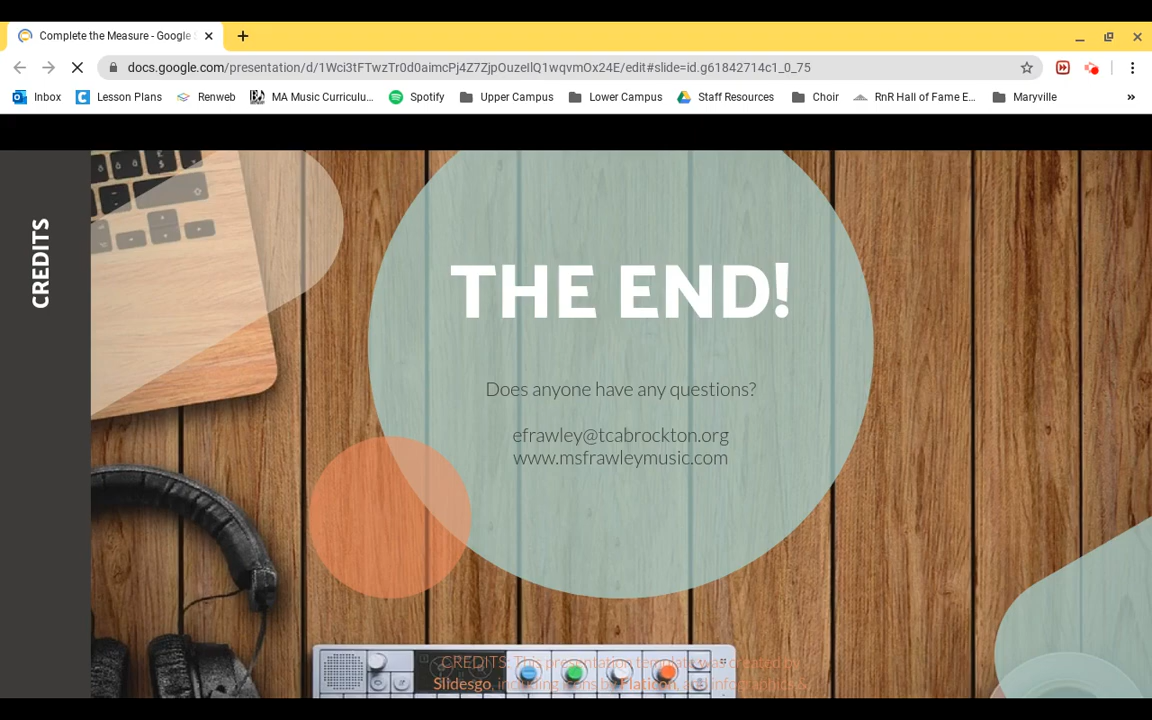 Complete the Measure - Google
docs.google.com/presentation/d/1Wci3tFTwzTr0d0aimcPj4Z7ZjpOuzeIlQ1wqvmOx24E/edit#slide=id.g61842714c1_0_75
Inbox Lesson Plans Renweb MA Music Curriculu... Spotify Upper Campus Lower Campus Staff Resources Choir RnR Hall of Fame E... Maryville »
CREDITS
THE END!
Does anyone have any questions?
efrawley@tcabrockton.org
www.msfrawleymusic.com
CREDITS: This presentation template was created by
Slidesgo, including icons by Flaticon, and infographics &